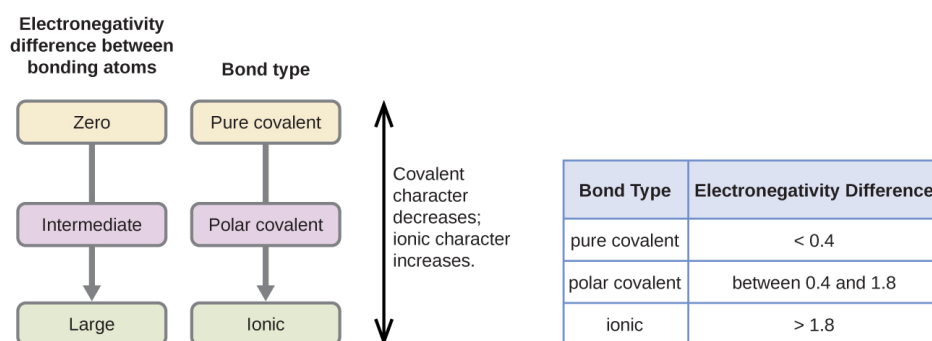 Electronegativity
difference between
bonding atoms
Bond type
Zero
Pure covalent
Intermediate
Polar covalent
Large
Ionic
Covalent
character
decreases;
ionic character
increases.
Bond Type Electronegativity Difference
pure covalent < 0.4
polar covalent between 0.4 and 1.8
ionic > 1.8